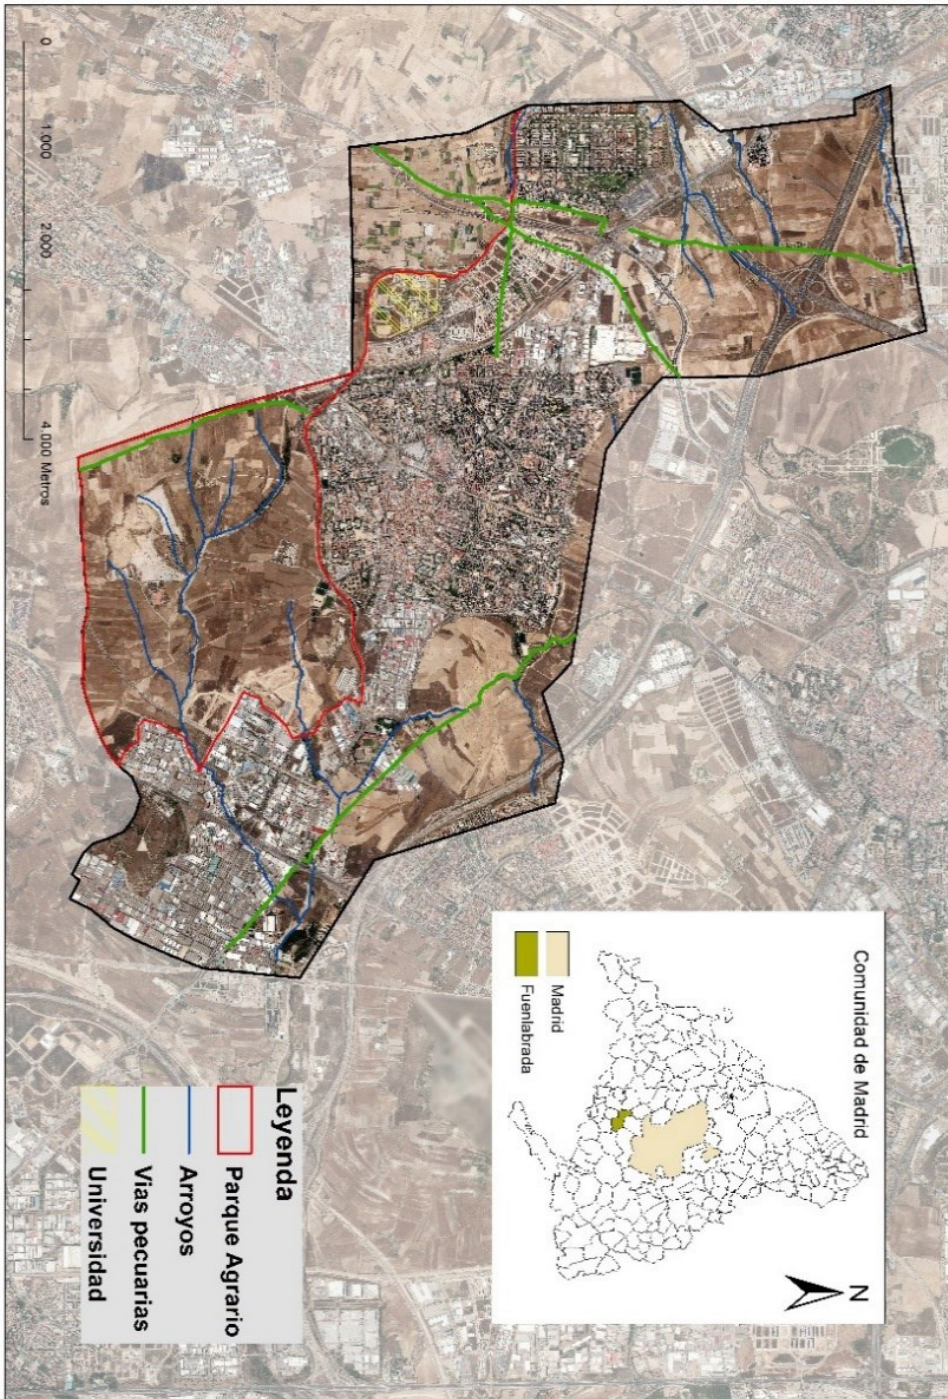 Comunidad de Madrid
N
Madrid
Fuenlabrada
Leyenda
Parque Agrario
Arroyos
Vias pecuarias
Universidad
0
1.000
2.000
4.000 Metros